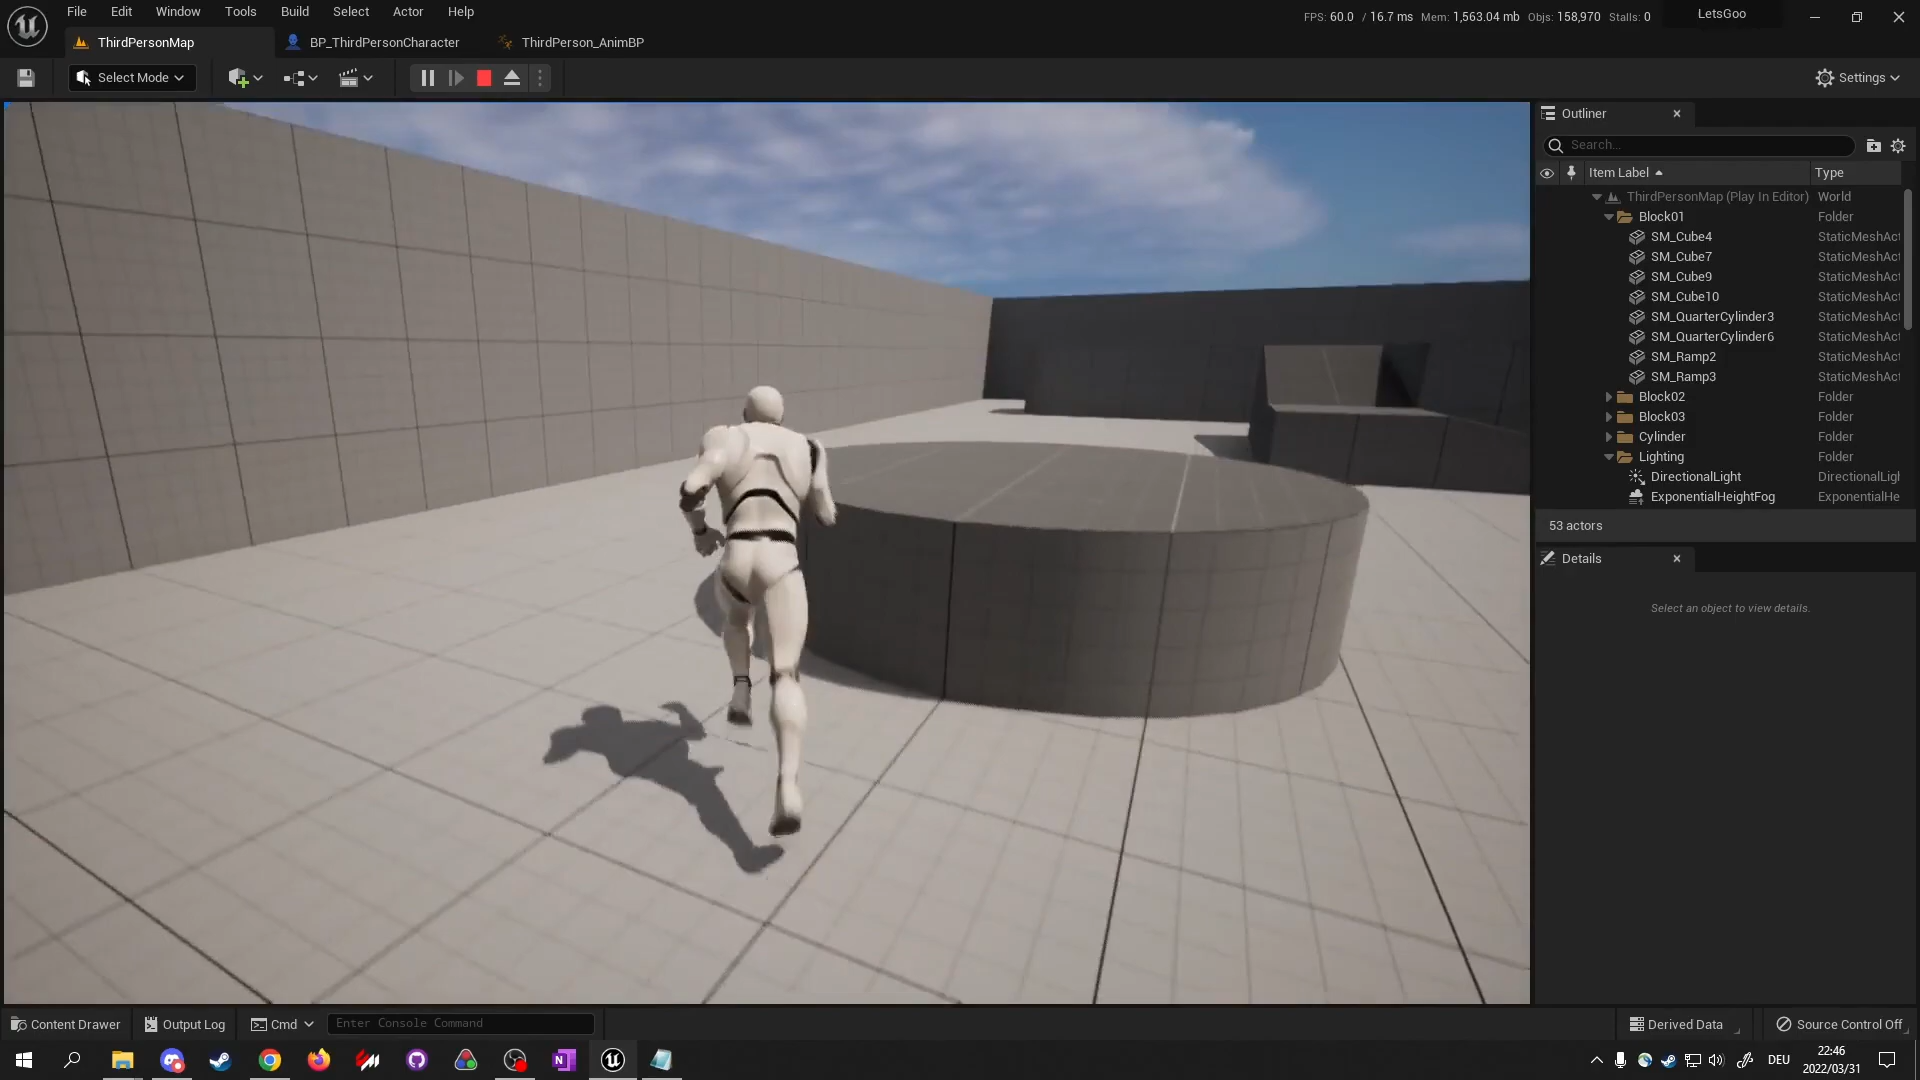 File Edit Window Tools Build Select Actor Help
FPS: 60.0 / 16.7 ms Mem: 1,563.04 mb Objs: 158,970 Stalls: 0
LetsGoo
ThirdPersonMap
BP_ThirdPersonCharacter
ThirdPerson_AnimBP
Select Mode
Settings
Outliner
Search...
Item Label Type
ThirdPersonMap (Play In Editor) World
Block01 Folder
SM_Cube4 StaticMeshAct
SM_Cube7 StaticMeshAct
SM_Cube9 StaticMeshAct
SM_Cube10 StaticMeshAct
SM_QuarterCylinder3 StaticMeshAct
SM_QuarterCylinder6 StaticMeshAct
SM_Ramp2 StaticMeshAct
SM_Ramp3 StaticMeshAct
Block02 Folder
Block03 Folder
Cylinder Folder
Lighting Folder
DirectionalLight DirectionalLigh
ExponentialHeightFog ExponentialHe
53 actors
Details
Select an object to view details.
Content Drawer
Output Log
Cmd
Enter Console Command
Derived Data
Source Control Off
DEU
22:46
2022/03/31